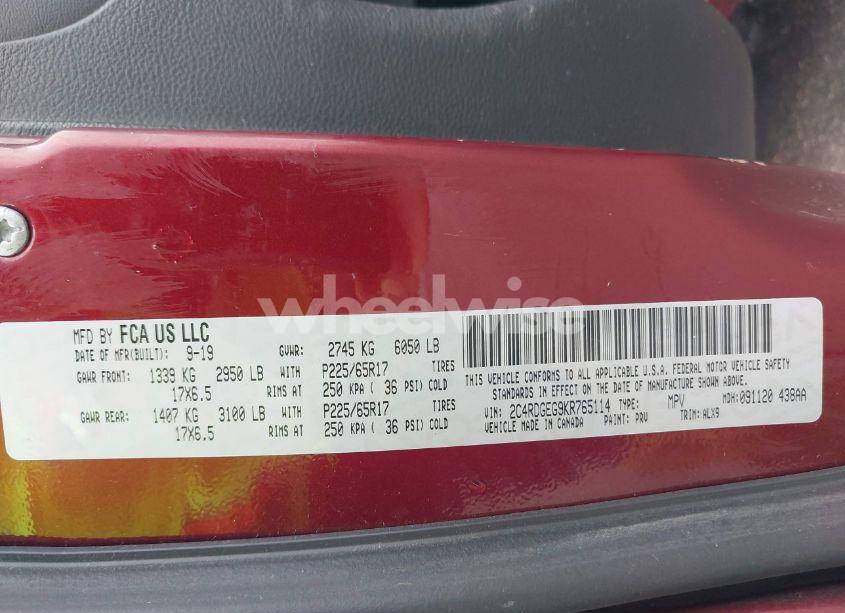 wheelwise
MFD BY FCA US LLC
DATE OF MFR(BUILT): 9-19 GVWR: 2745 KG 6050 LB
GAWR FRONT: 1339 KG 2950 LB WITH P225/65R17 TIRES
17X6.5 RIMS AT 250 KPA ( 36 PSI) COLD
GAWR REAR: 1407 KG 3100 LB WITH P225/65R17 TIRES
17X6.5 RIMS AT 250 KPA ( 36 PSI) COLD
THIS VEHICLE CONFORMS TO ALL APPLICABLE U.S.A. FEDERAL MOTOR VEHICLE SAFETY
STANDARDS IN EFFECT ON THE DATE OF MANUFACTURE SHOWN ABOVE.
VIN: 2C4RDGEG9KR765114 TYPE: MPV MDH: 091120 438AA
VEHICLE MADE IN CANADA PAINT: PRV TRIM: ALX9